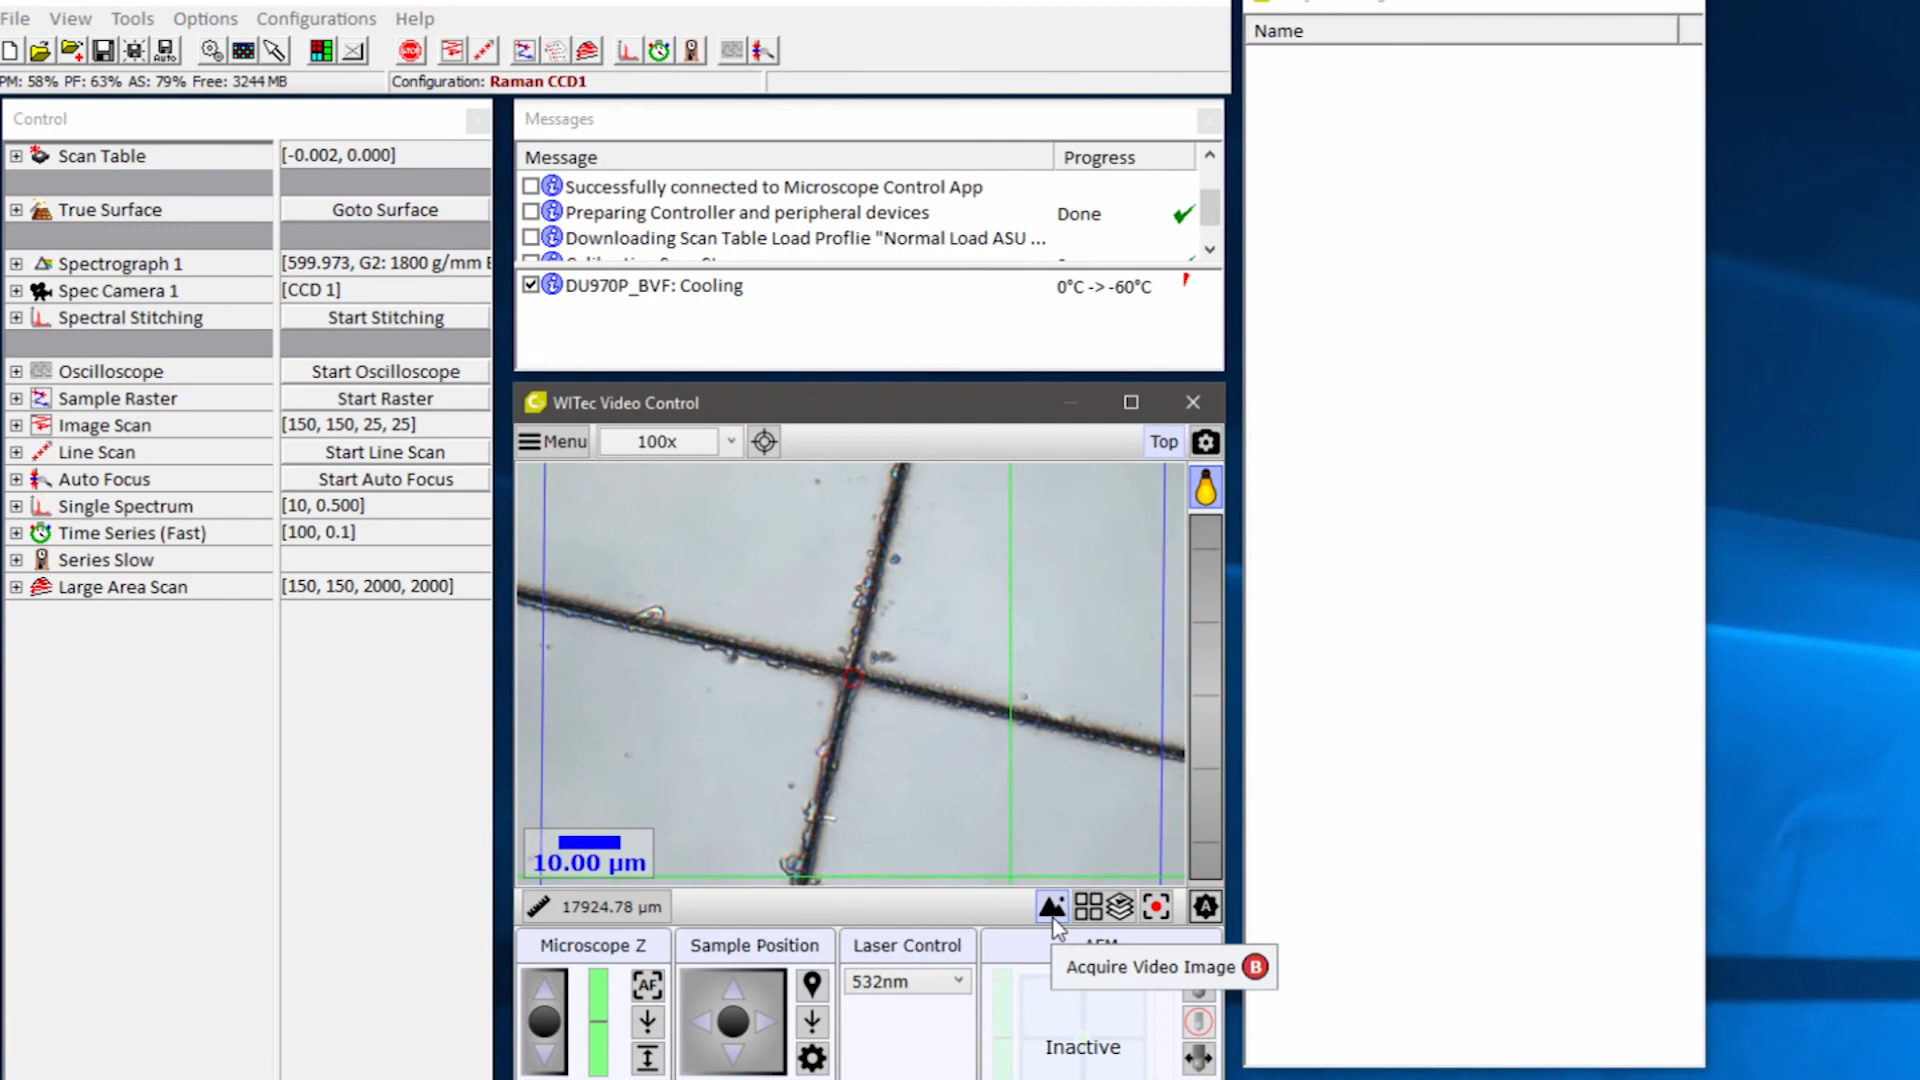 File View Tools Options Configurations Help
AUTO
STOP
PM: 58% PF: 63% AS: 79% Free: 3244 MB
Configuration: Raman CCD1
Name
Control
Scan Table [-0.002, 0.000]
True Surface Goto Surface
Spectrograph 1 [599.973, G2: 1800 g/mm
Spec Camera 1 [CCD 1]
Spectral Stitching Start Stitching
Oscilloscope Start Oscilloscope
Sample Raster Start Raster
Image Scan [150, 150, 25, 25]
Line Scan Start Line Scan
Auto Focus Start Auto Focus
Single Spectrum [10, 0.500]
Time Series (Fast) [100, 0.1]
Series Slow
Large Area Scan [150, 150, 2000, 2000]
Messages
Message Progress
Successfully connected to Microscope Control App
Preparing Controller and peripheral devices Done
Downloading Scan Table Load Proflie "Normal Load ASU ...
DU970P_BVF: Cooling 0°C -> -60°C
WITec Video Control
Menu 100x Top
10.00 µm
17924.78 µm
A
Microscope Z Sample Position Laser Control AFM
AF
532nm
Acquire Video Image B
Inactive